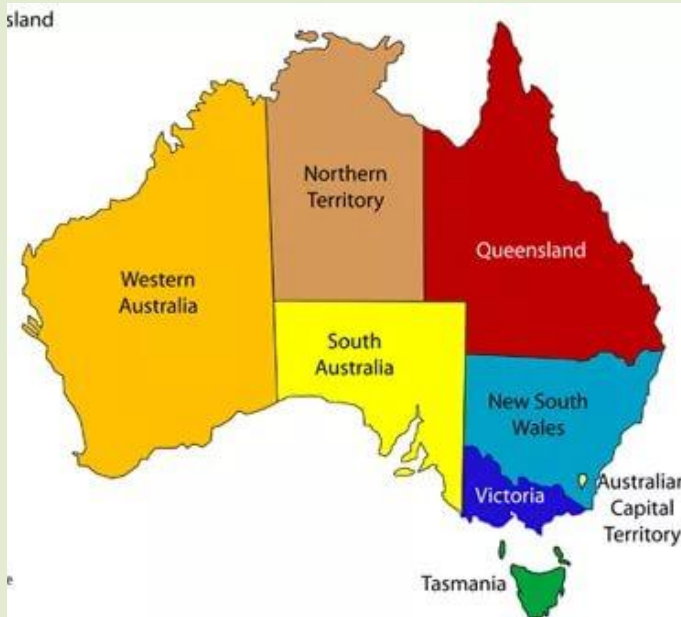 sland
Northern
Territory
Queensland
Western
Australia
South
Australia
New South
Wales
Australian
Capital
Territory
Victoria
Tasmania
e